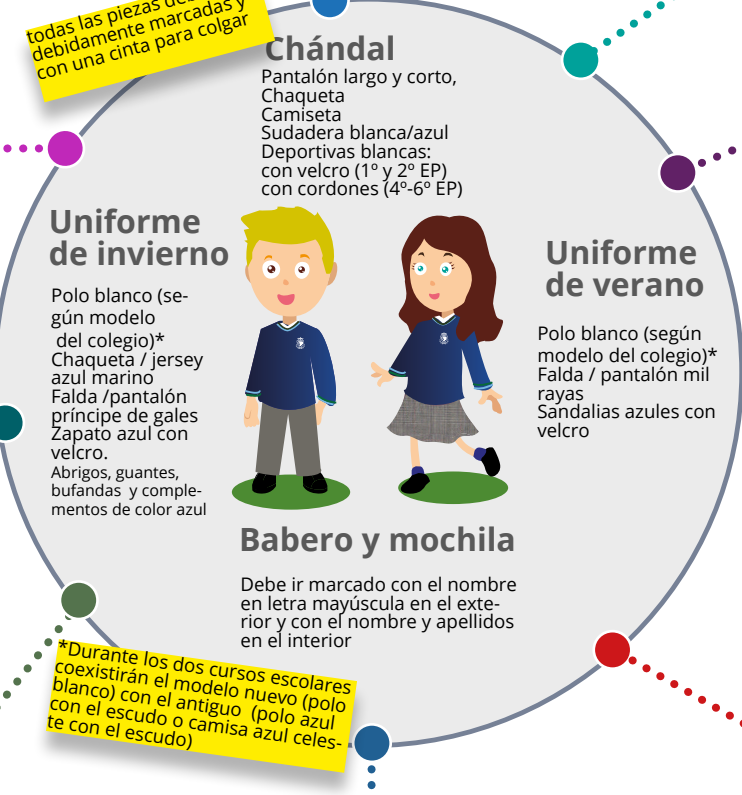 todas las piezas
debidamente marcadas y
con una cinta para colgar
Chándal
Pantalón largo y corto,
Chaqueta
Camiseta
Sudadera blanca/azul
Deportivas blancas:
con velcro (1º y 2º EP)
con cordones (4º-6º EP)
Uniforme
de invierno
Polo blanco (se-
gún modelo
del colegio)*
Chaqueta / jersey
azul marino
Falda /pantalón
príncipe de gales
Zapato azul con
velcro.
Abrigos, guantes,
bufandas y comple-
mentos de color azul
Uniforme
de verano
Polo blanco (según
modelo del colegio)*
Falda / pantalón mil
rayas
Sandalias azules con
velcro
Babero y mochila
Debe ir marcado con el nombre
en letra mayúscula en el exte-
rior y con el nombre y apellidos
en el interior
*Durante los dos cursos escolares
coexistirán el modelo nuevo (polo
blanco) con el antiguo (polo azul
con el escudo o camisa azul celes-
te con el escudo)